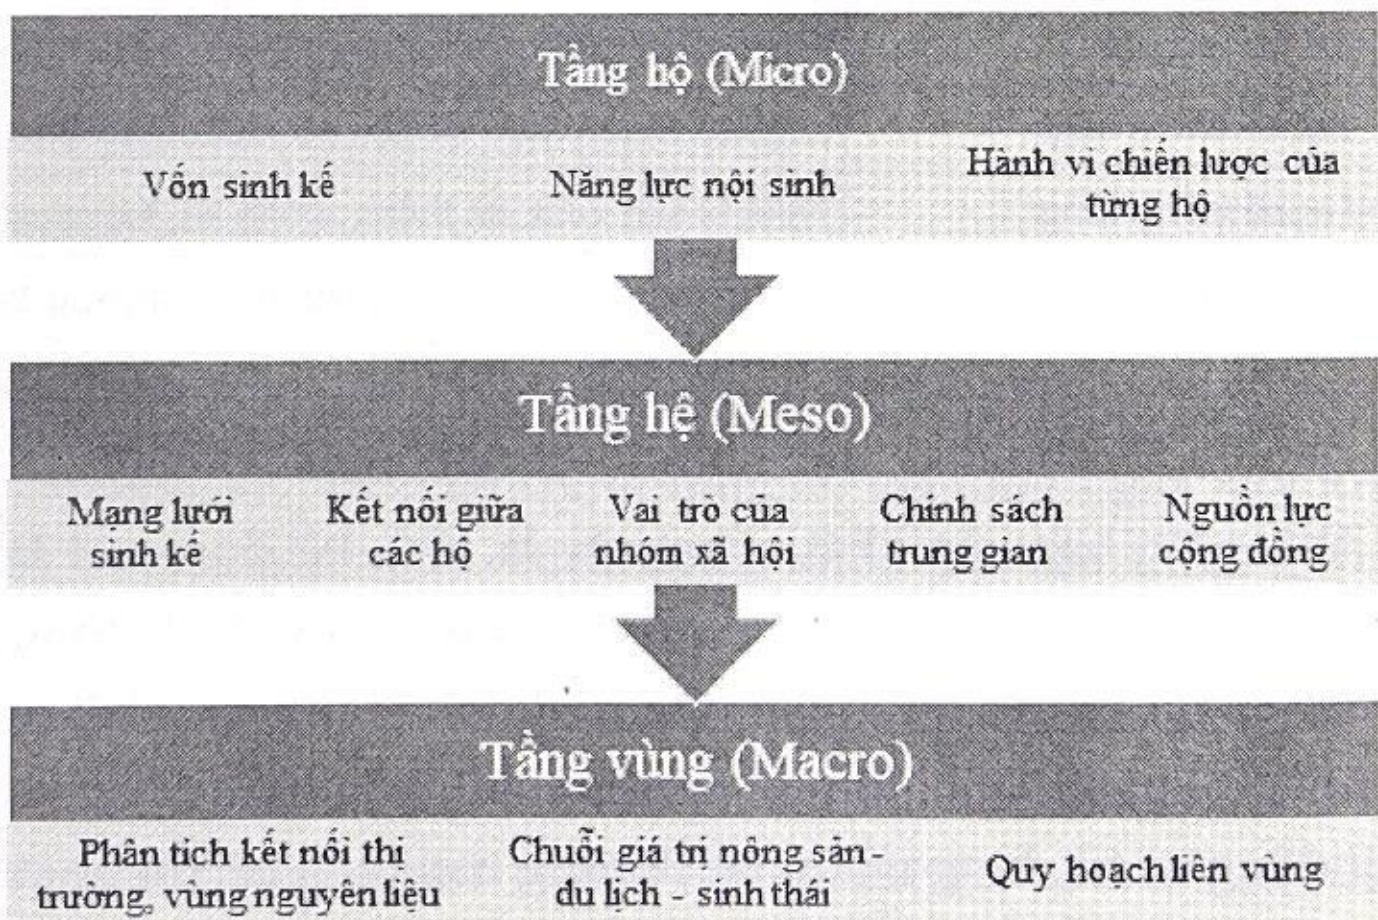 Tầng hộ (Micro)
Vốn sinh kế
Năng lực nội sinh
Hành vi chiến lược của
từng hộ
Tầng hệ (Meso)
Mạng lưới
sinh kế
Kết nối giữa
các hộ
Vai trò của
nhóm xã hội
Chính sách
trung gian
Nguồn lực
cộng đồng
Tầng vùng (Macro)
Phân tích kết nối thị
trường, vùng nguyên liệu
Chuỗi giá trị nông sản -
du lịch - sinh thái
Quy hoạch liên vùng